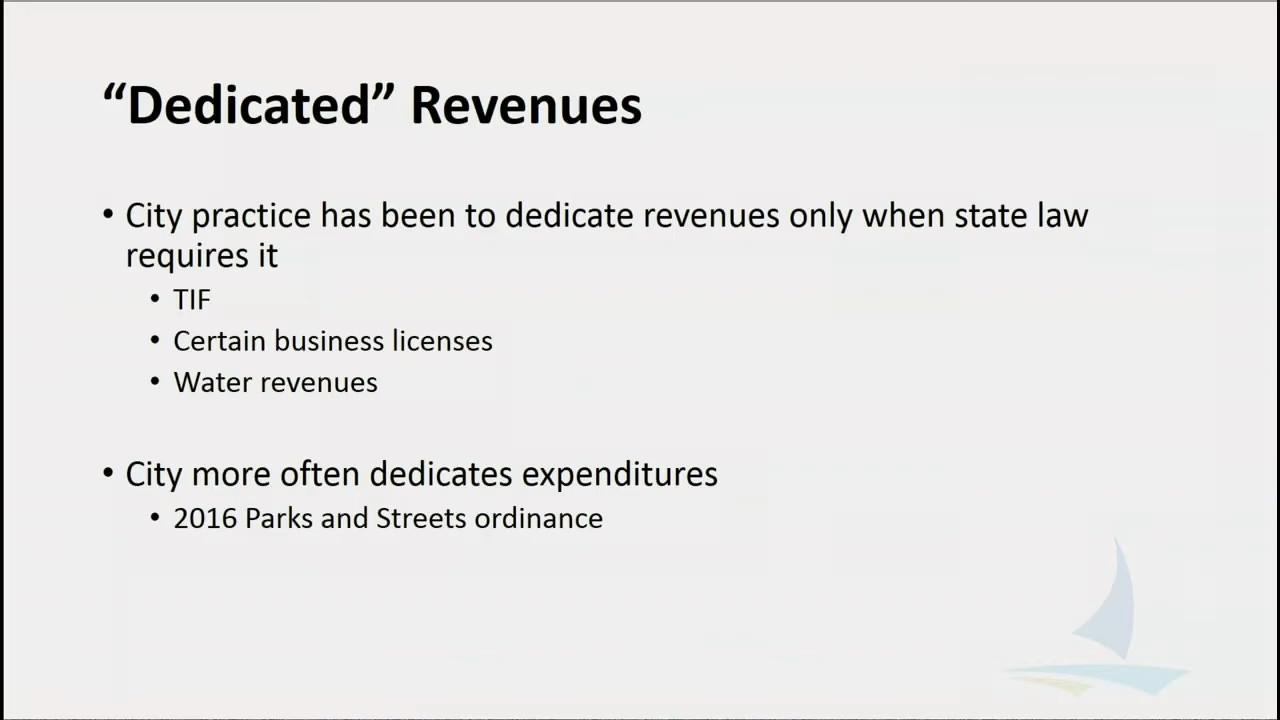 “Dedicated” Revenues
• City practice has been to dedicate revenues only when state law
requires it
• TIF
• Certain business licenses
• Water revenues
• City more often dedicates expenditures
• 2016 Parks and Streets ordinance